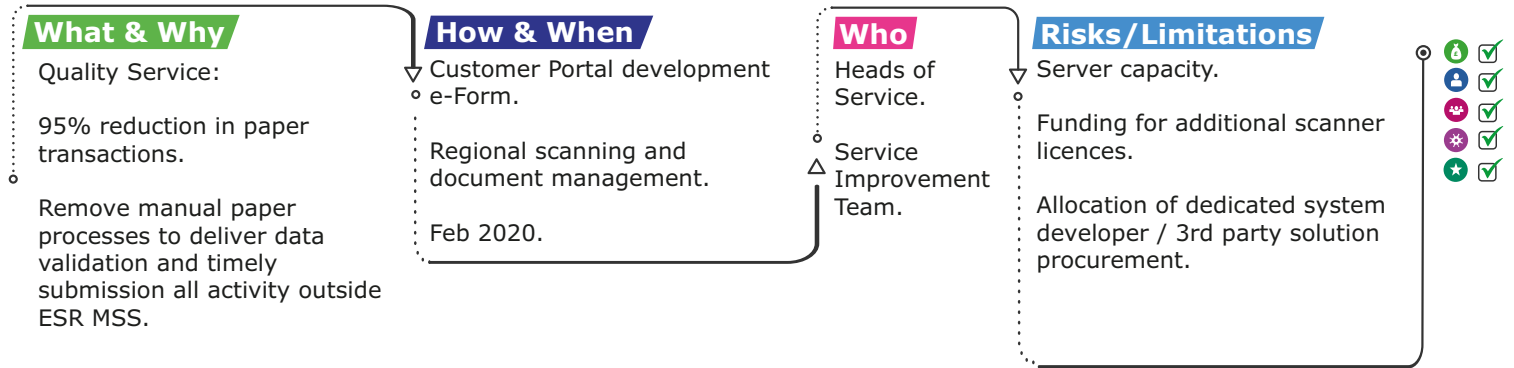 What & Why
Quality Service:
95% reduction in paper
transactions.
Remove manual paper
processes to deliver data
validation and timely
submission all activity outside
ESR MSS.
How & When
Customer Portal development
e-Form.
Regional scanning and
document management.
Feb 2020.
Who
Heads of
Service.
Service
Improvement
Team.
Risks/Limitations
Server capacity.
Funding for additional scanner
licences.
Allocation of dedicated system
developer / 3rd party solution
procurement.
£